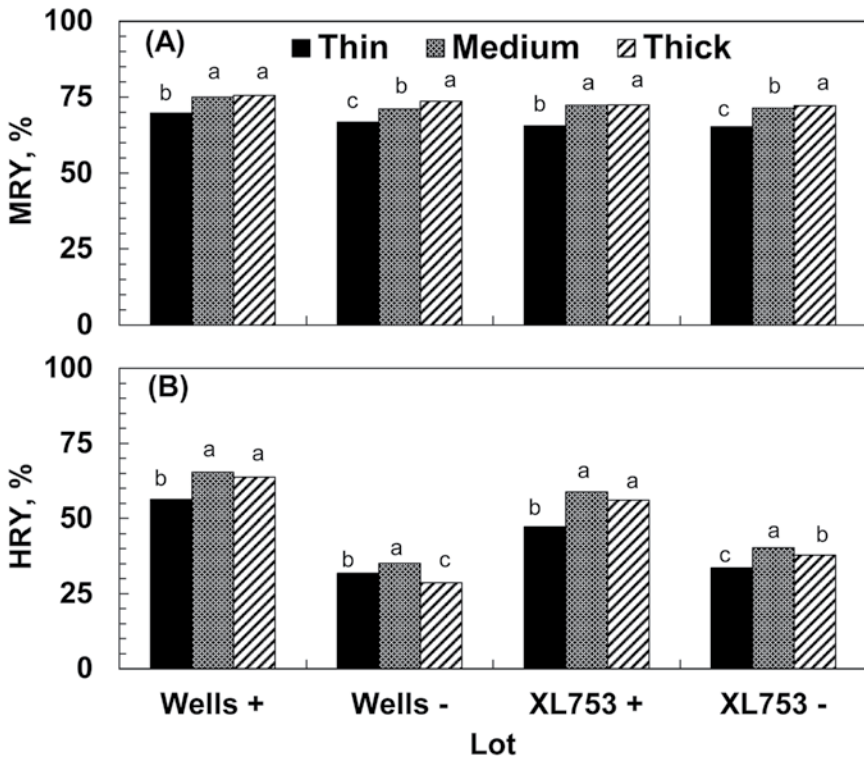 100
(A)
Thin Medium Thick
a a
a
a a
a
b
b
b
b
c
c
75
50
25
0
MRY, %
100
(B)
a a
a a
b
b
a
b a c
c
b
75
50
25
0
HRY, %
Wells + Wells - XL753 + XL753 -
Lot